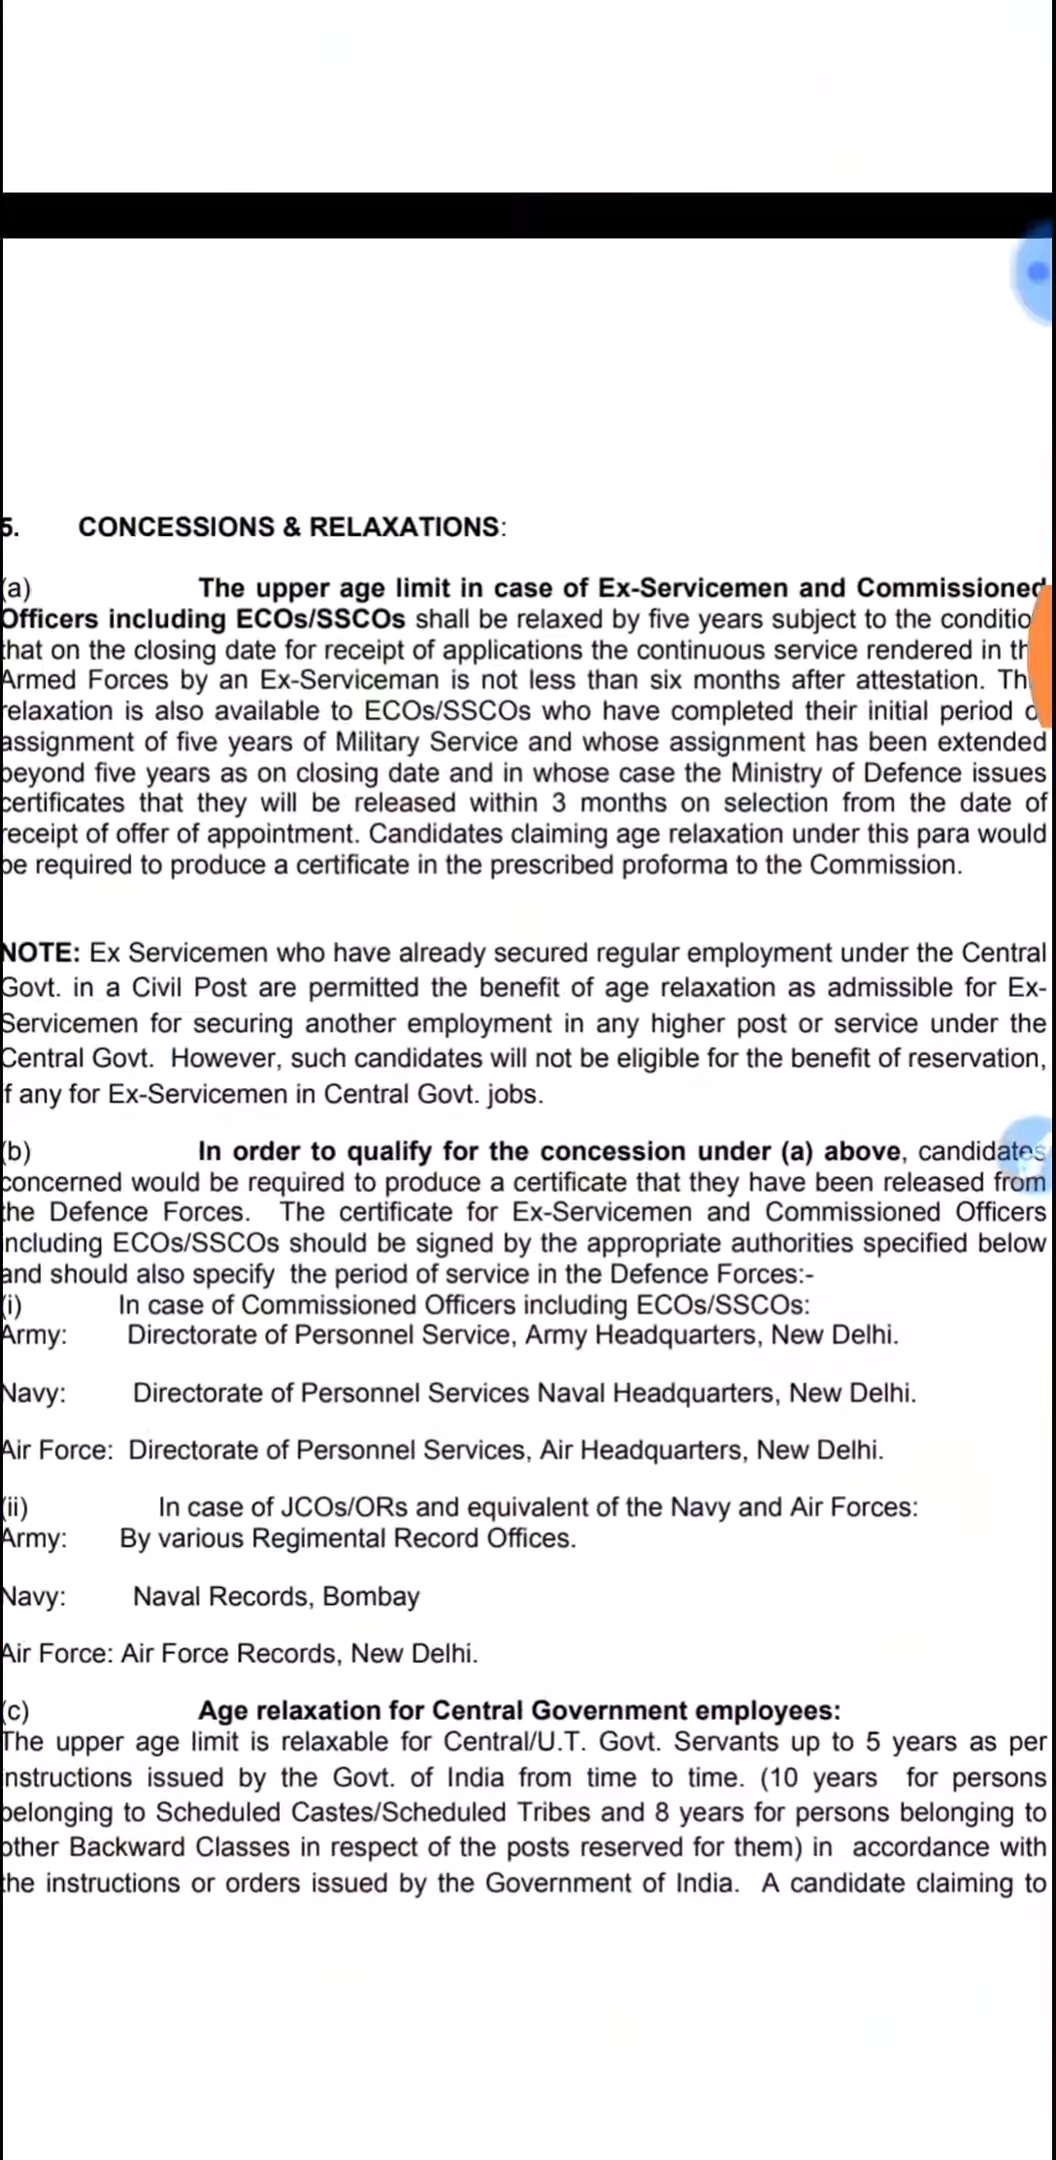 5. CONCESSIONS & RELAXATIONS:
(a) The upper age limit in case of Ex-Servicemen and Commissioned
Officers including ECOs/SSCOs shall be relaxed by five years subject to the conditio
that on the closing date for receipt of applications the continuous service rendered in th
Armed Forces by an Ex-Serviceman is not less than six months after attestation. Th
relaxation is also available to ECOs/SSCOs who have completed their initial period o
assignment of five years of Military Service and whose assignment has been extended
beyond five years as on closing date and in whose case the Ministry of Defence issues
certificates that they will be released within 3 months on selection from the date of
receipt of offer of appointment. Candidates claiming age relaxation under this para would
be required to produce a certificate in the prescribed proforma to the Commission.
NOTE: Ex Servicemen who have already secured regular employment under the Central
Govt. in a Civil Post are permitted the benefit of age relaxation as admissible for Ex-
Servicemen for securing another employment in any higher post or service under the
Central Govt. However, such candidates will not be eligible for the benefit of reservation,
f any for Ex-Servicemen in Central Govt. jobs.
(b) In order to qualify for the concession under (a) above, candidates
concerned would be required to produce a certificate that they have been released from
the Defence Forces. The certificate for Ex-Servicemen and Commissioned Officers
ncluding ECOs/SSCOs should be signed by the appropriate authorities specified below
and should also specify the period of service in the Defence Forces:-
(i) In case of Commissioned Officers including ECOs/SSCOs:
Army: Directorate of Personnel Service, Army Headquarters, New Delhi.
Navy: Directorate of Personnel Services Naval Headquarters, New Delhi.
Air Force: Directorate of Personnel Services, Air Headquarters, New Delhi.
(ii) In case of JCOs/ORs and equivalent of the Navy and Air Forces:
Army: By various Regimental Record Offices.
Navy: Naval Records, Bombay
Air Force: Air Force Records, New Delhi.
(c) Age relaxation for Central Government employees:
The upper age limit is relaxable for Central/U.T. Govt. Servants up to 5 years as per
nstructions issued by the Govt. of India from time to time. (10 years for persons
belonging to Scheduled Castes/Scheduled Tribes and 8 years for persons belonging to
other Backward Classes in respect of the posts reserved for them) in accordance with
the instructions or orders issued by the Government of India. A candidate claiming to